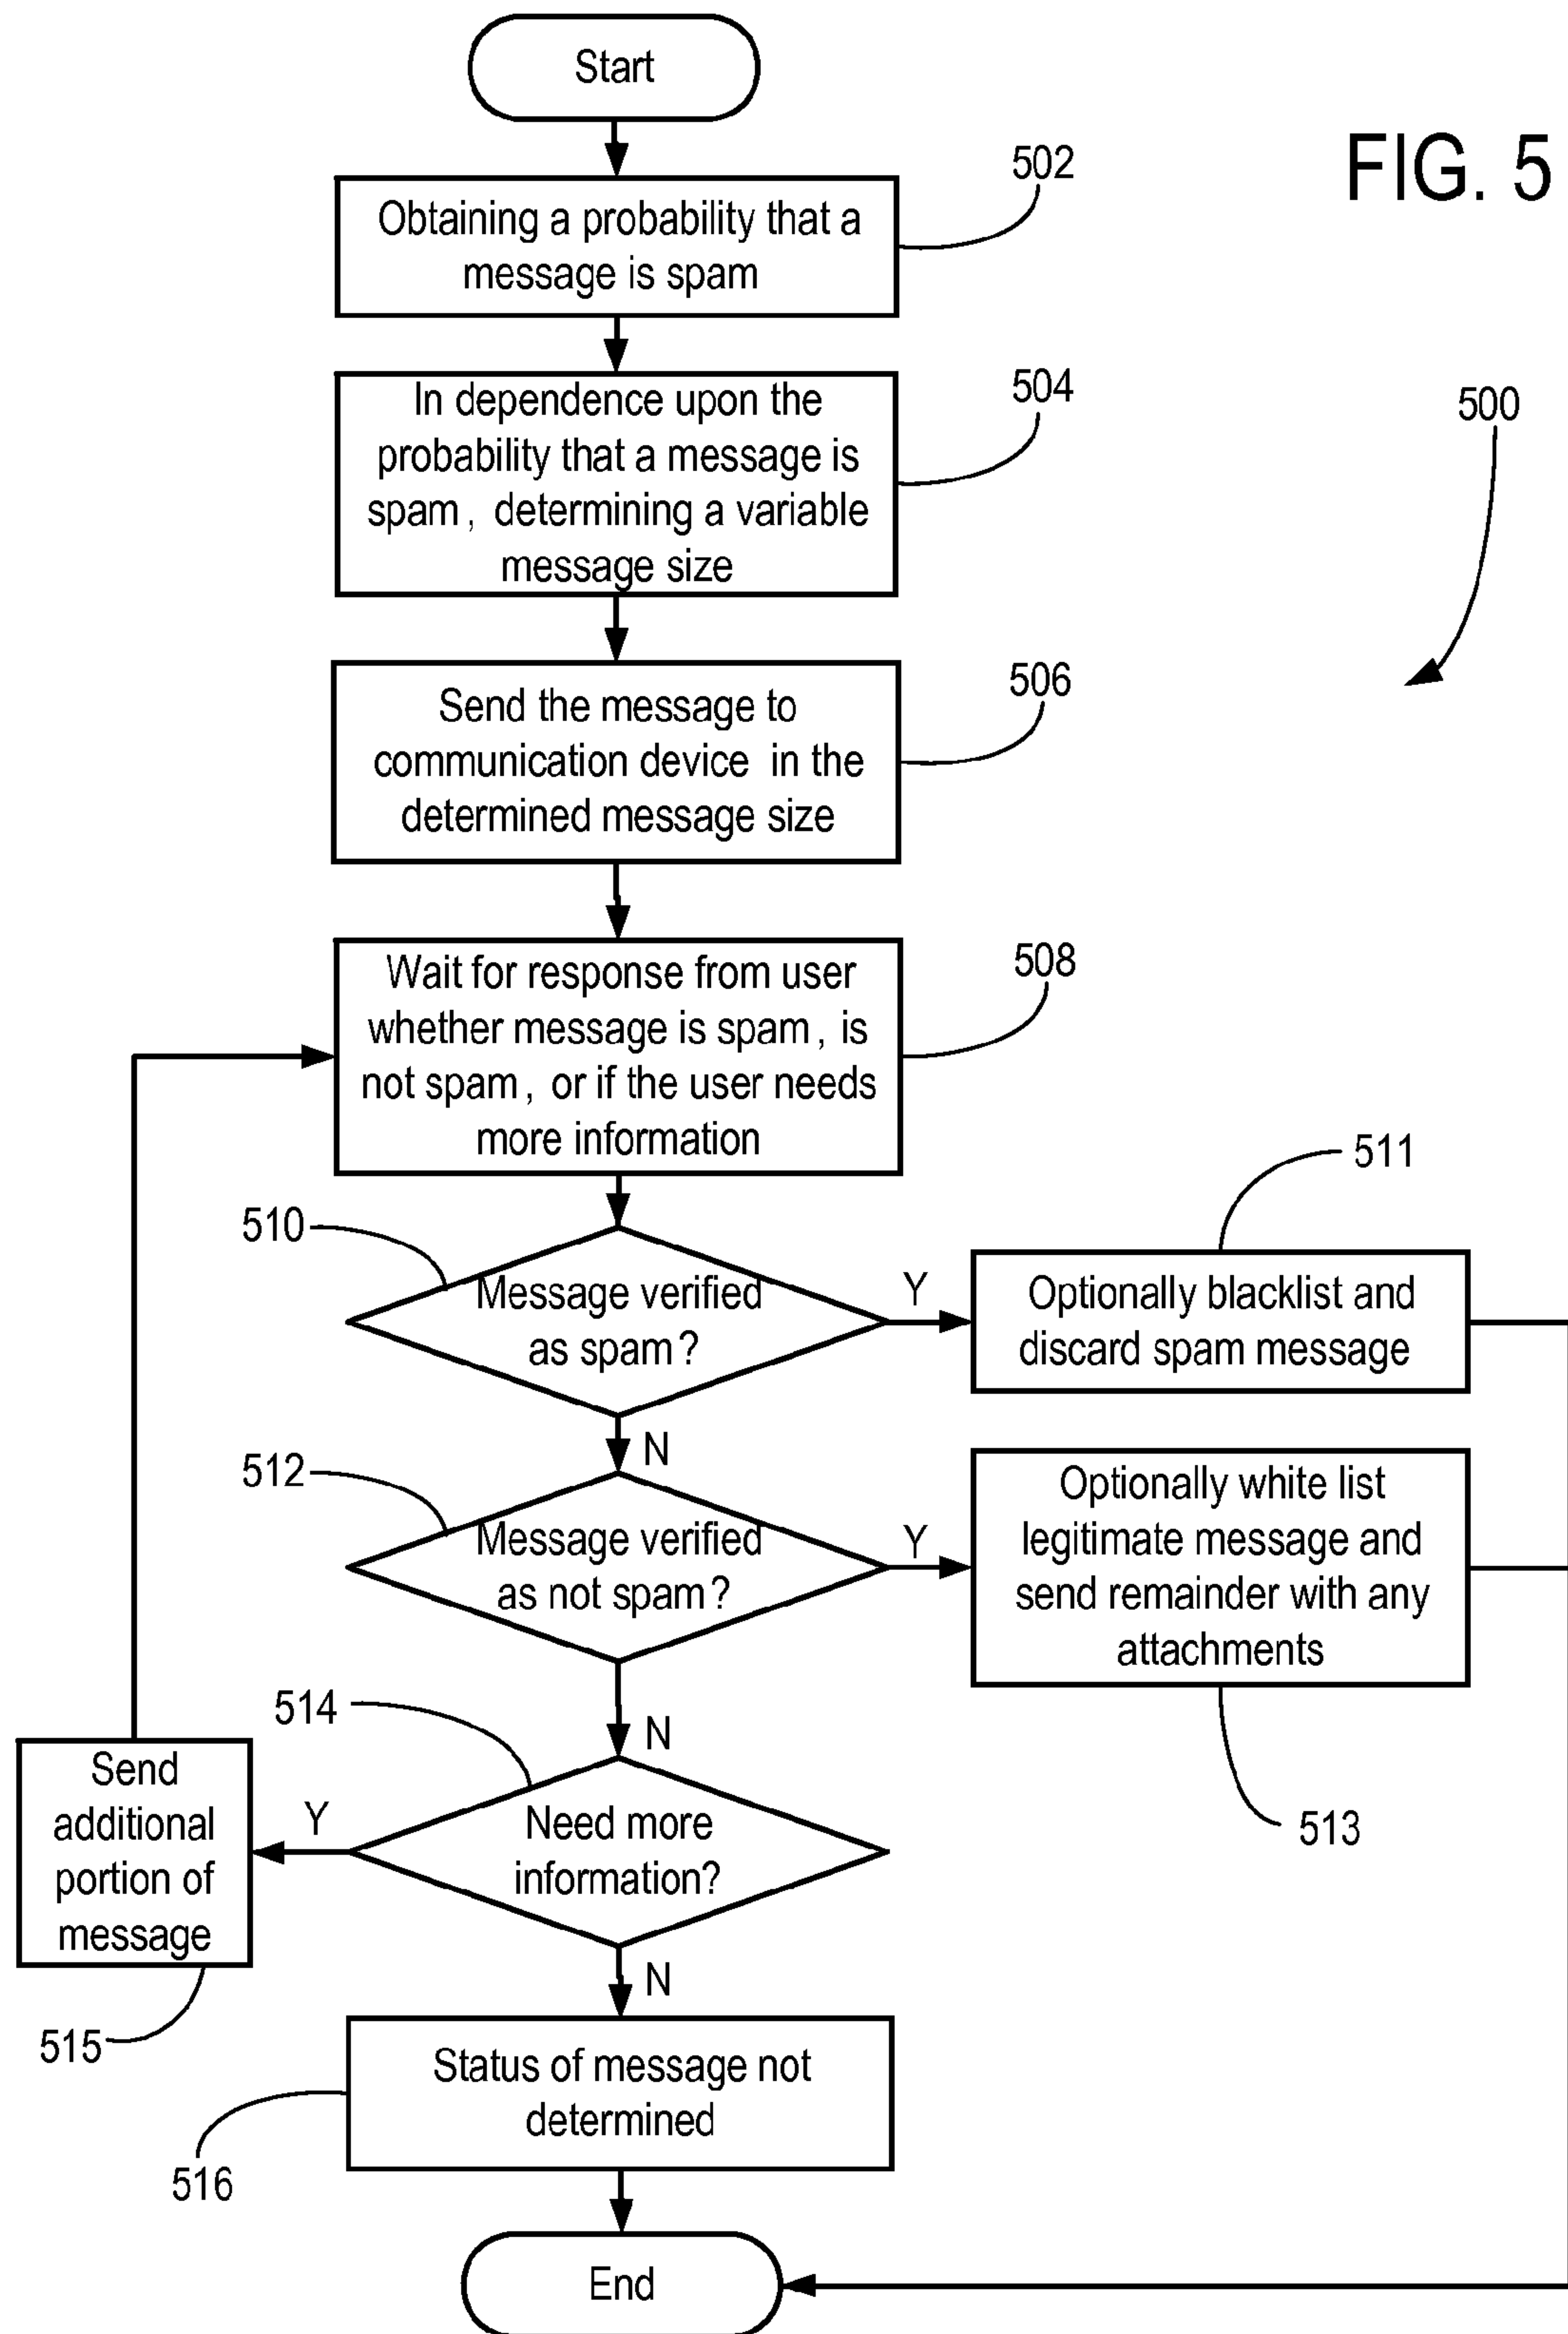 Start
FIG. 5
502
Obtaining a probability that a
message is spam
504
In dependence upon the
probability that a message is
spam, determining a variable
message size
500
506
Send the message to
communication device in the
determined message size
508
Wait for response from user
whether message is spam, is
not spam, or if the user needs
more information
510
Message verified
as spam?
Y
511
Optionally blacklist and
discard spam message
N
512
Message verified
as not spam?
Y
Optionally white list
legitimate message and
send remainder with any
attachments
513
N
514
Need more
information?
Y
Send
additional
portion of
message
515
N
Status of message not
determined
516
End